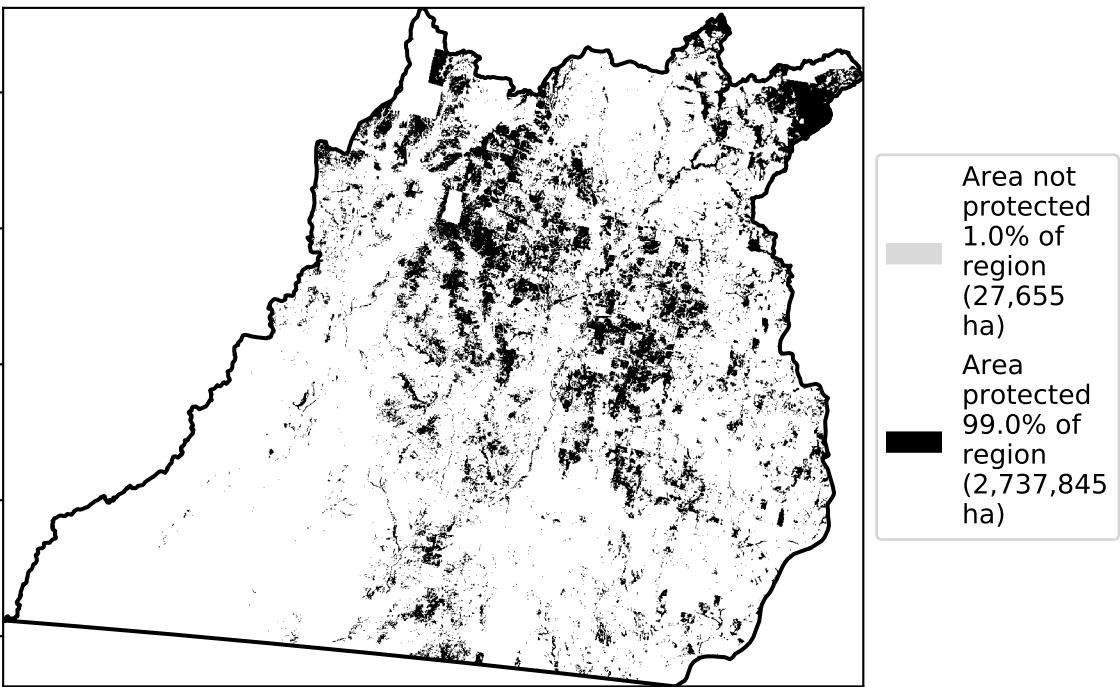 Area not
protected
1.0% of
region
(27,655
ha)
Area
protected
99.0% of
region
(2,737,845
ha)